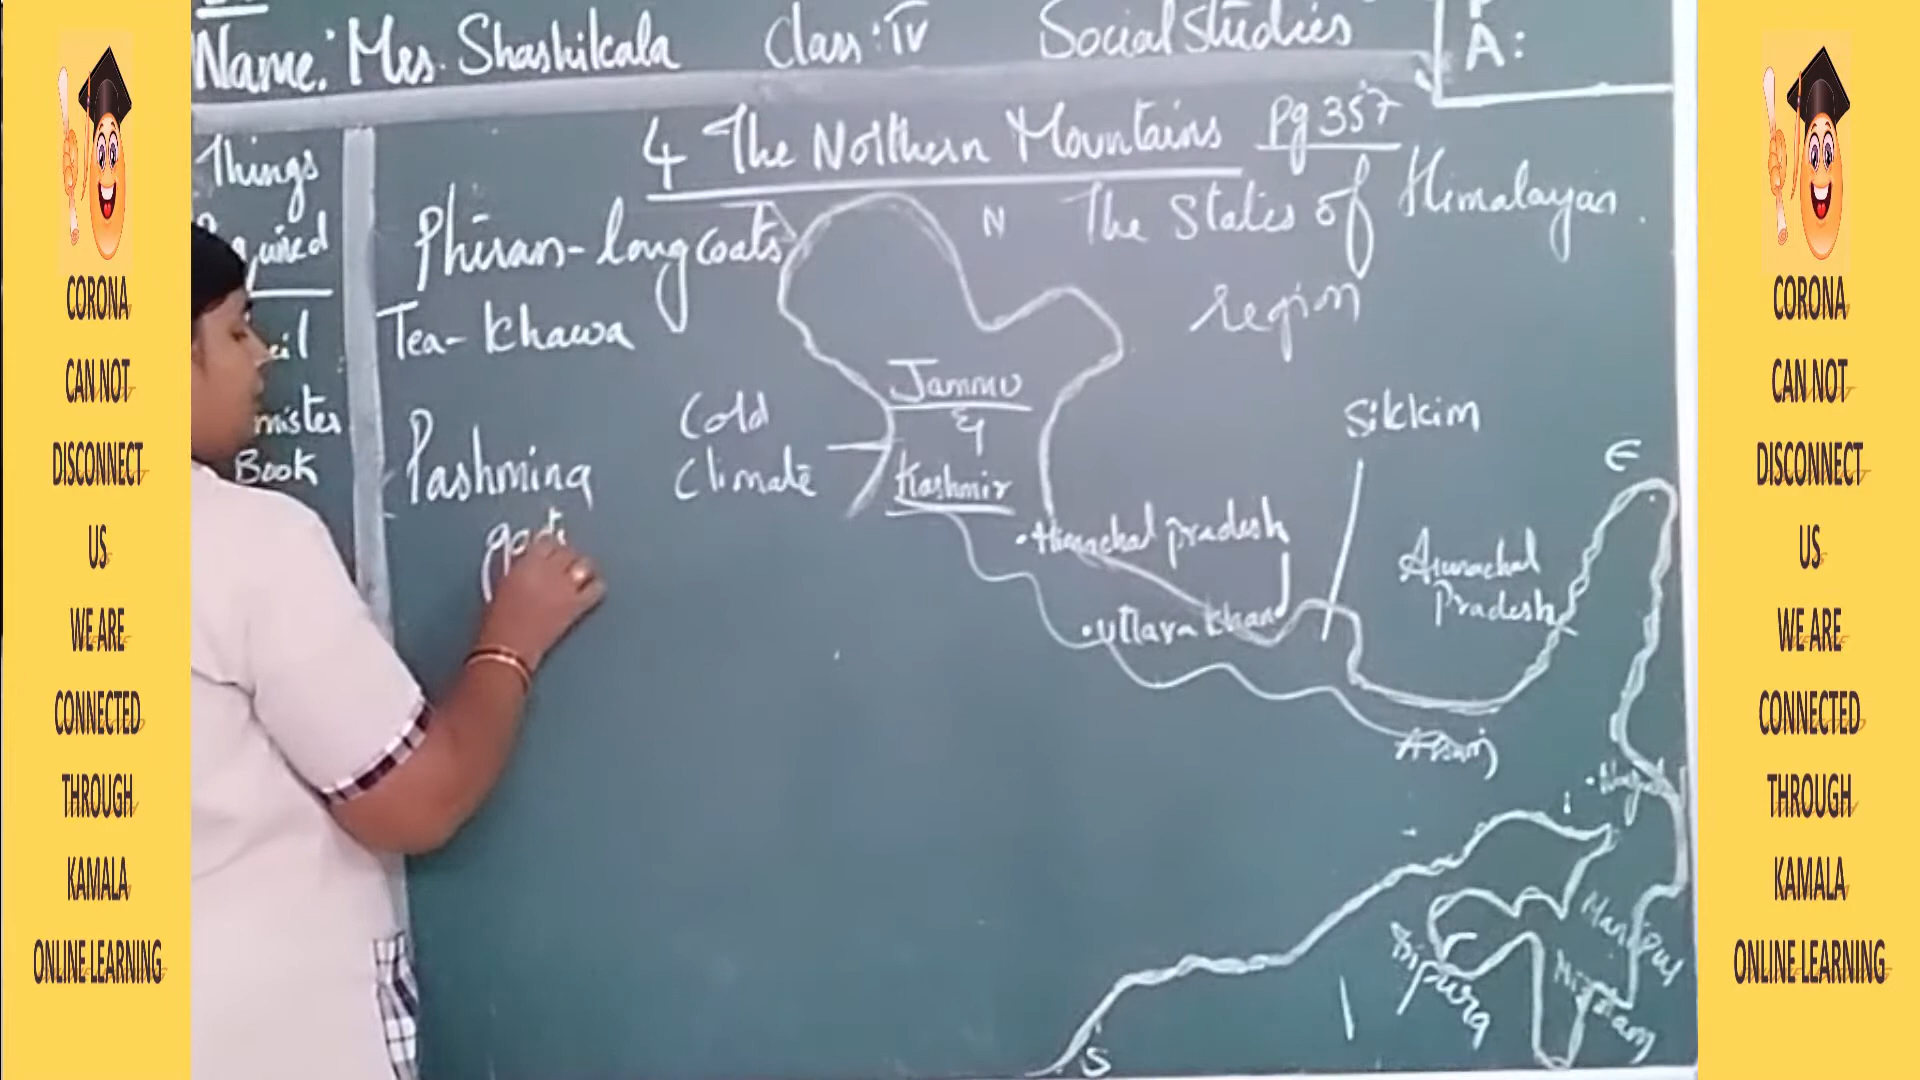 CORONA
CAN NOT
DISCONNECT
US
WE ARE
CONNECTED
THROUGH
KAMALA
ONLINE LEARNING
Name: Mrs. Shashikala Class: IV Social Studies
A:
Things
Book
4 The Northern Mountains Pg 357
Phiran - long coats
Tea - Khawa
Pashmina
Cold
Climate
N
The States of Himalayan
region
Jammu
&
Kashmir
Sikkim
E
Himachal Pradesh
Uttarakhand
Arunachal
Pradesh
Assam
Manipur
Mizoram
S
CORONA
CAN NOT
DISCONNECT
US
WE ARE
CONNECTED
THROUGH
KAMALA
ONLINE LEARNING